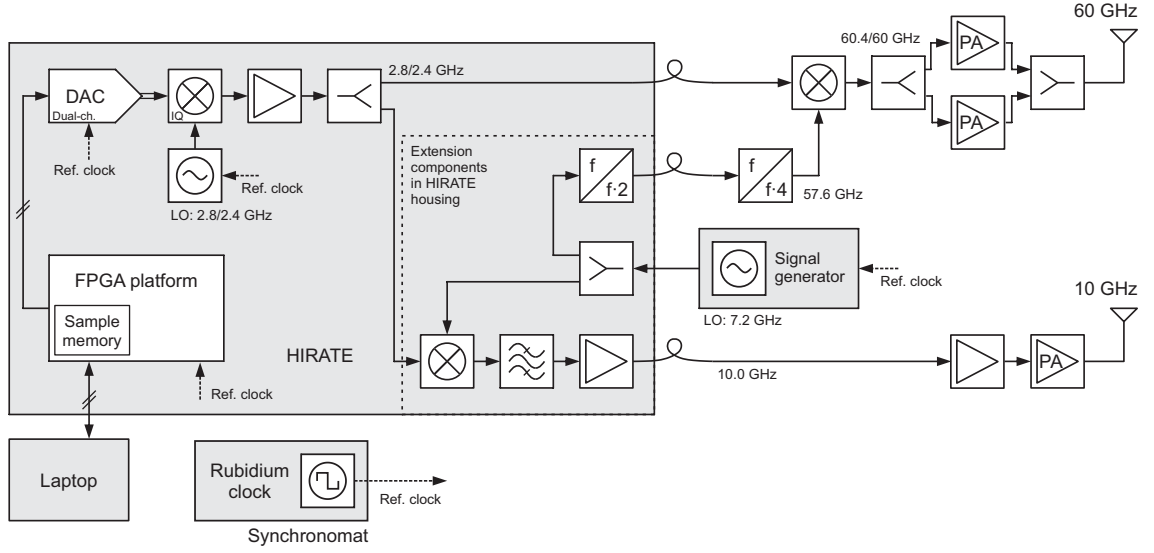 60 GHz
60.4/60 GHz
PA
PA
2.8/2.4 GHz
DAC
Dual-ch.
IQ
Ref. clock
Ref. clock
LO: 2.8/2.4 GHz
Extension
components
in HIRATE
housing
f
f·2
f
f·4
57.6 GHz
FPGA platform
Sample
memory
HIRATE
Ref. clock
Signal
generator
Ref. clock
LO: 7.2 GHz
10 GHz
10.0 GHz
PA
Laptop
Rubidium
clock
Ref. clock
Synchronomat